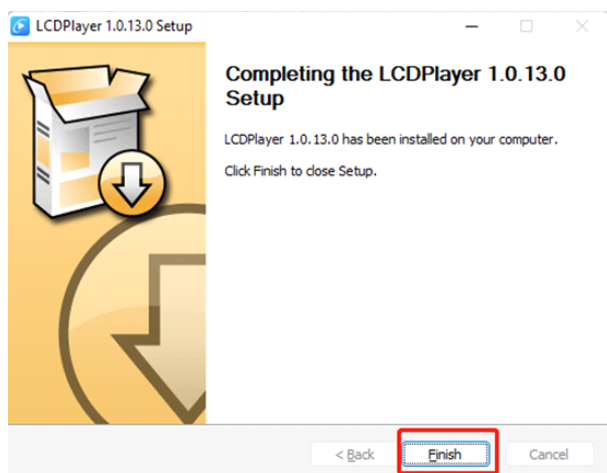 LCDPlayer 1.0.13.0 Setup
Completing the LCDPlayer 1.0.13.0
Setup
LCDPlayer 1.0.13.0 has been installed on your computer.
Click Finish to close Setup.
< Back
Finish
Cancel